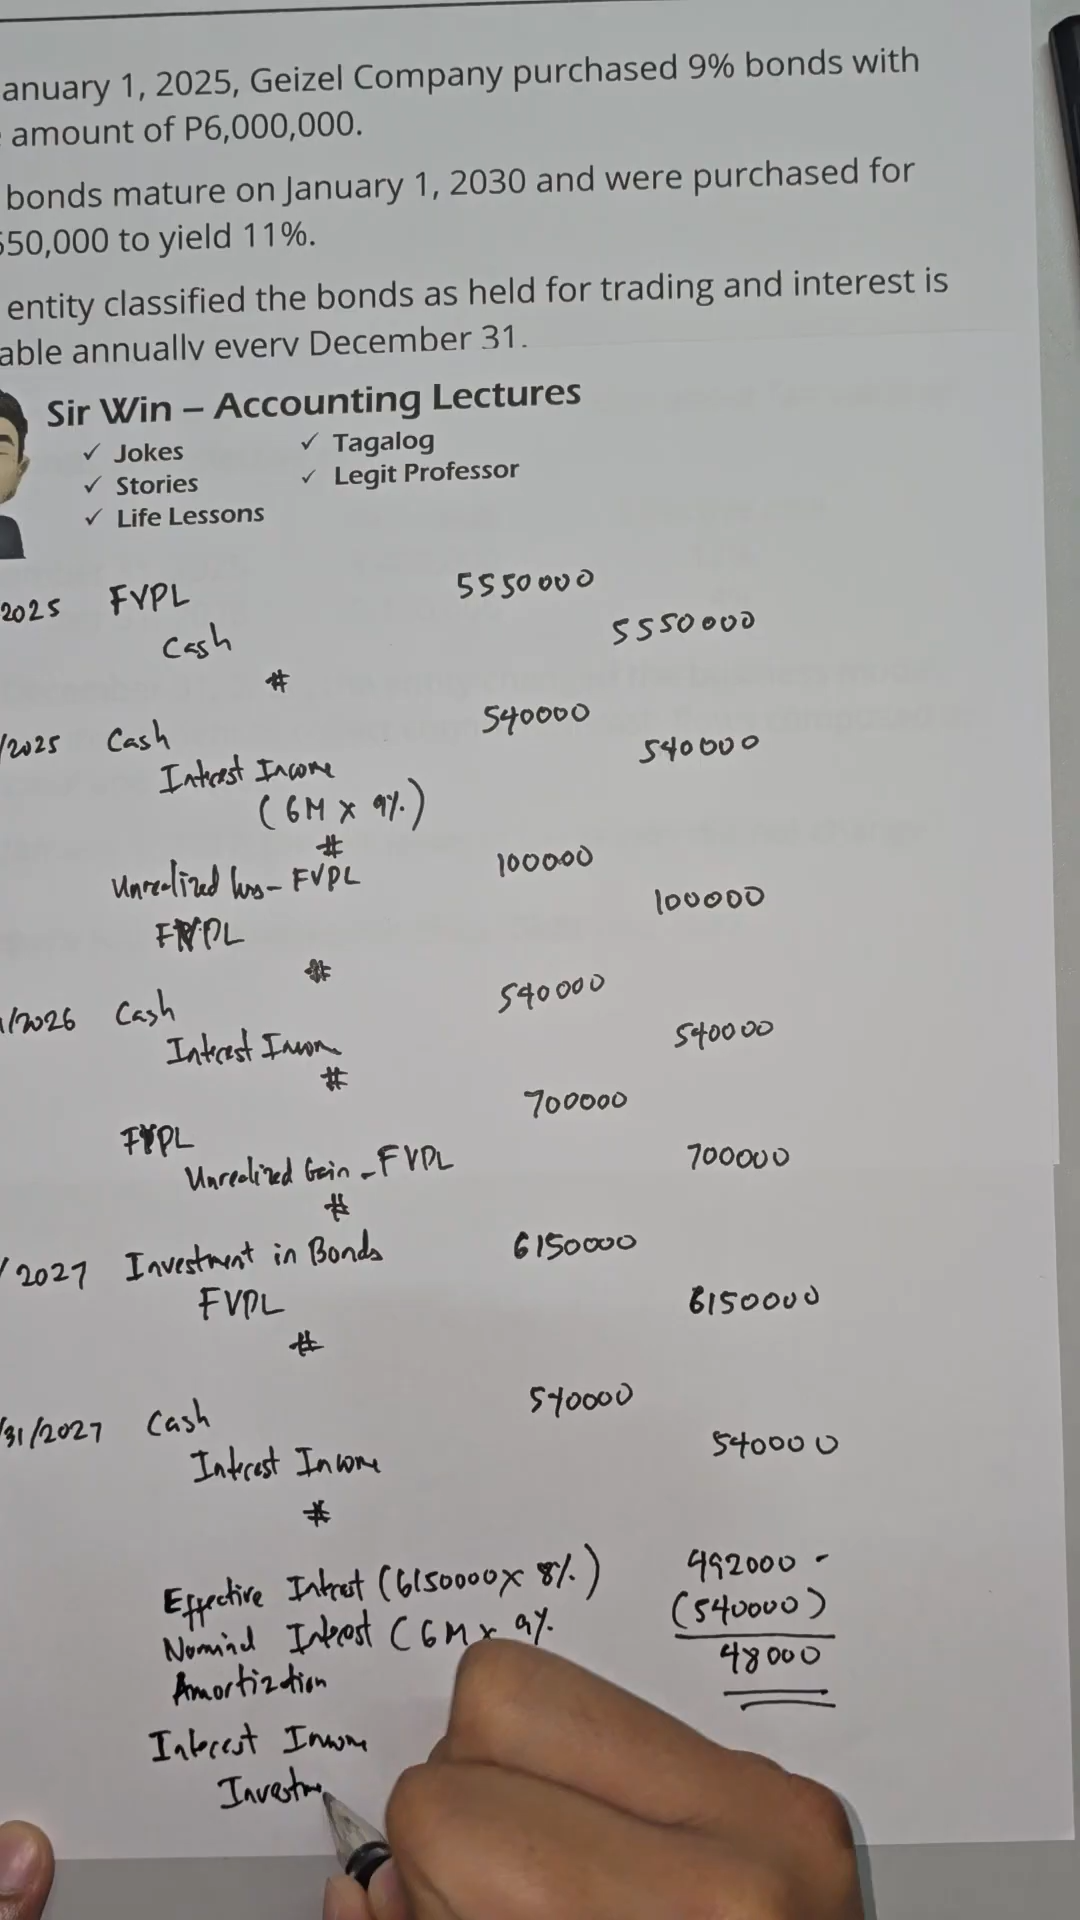 anuary 1, 2025, Geizel Company purchased 9% bonds with
amount of P6,000,000.
bonds mature on January 1, 2030 and were purchased for
550,000 to yield 11%.
entity classified the bonds as held for trading and interest is
able annually every December 31.
Sir Win – Accounting Lectures
✓ Jokes ✓ Tagalog
✓ Stories ✓ Legit Professor
✓ Life Lessons
2025 FVPL 5550000
Cash 5550000
#
/2025 Cash 540000
Interest Income 540000
(6M x 9%)
#
Unrealized loss - FVPL 100000
FVPL 100000
#
1/2026 Cash 540000
Interest Incom 540000
#
FVPL 700000
Unrealized Gain - FVPL 700000
#
/2027 Investment in Bonds 6150000
FVPL 6150000
#
/31/2027 Cash 540000
Interest Income 540000
#
Effective Intrest (6150000 x 8%) 492000 -
Nominal Interest (6M x 9% (540000)
Amortization 48000
Interest Income
Investm